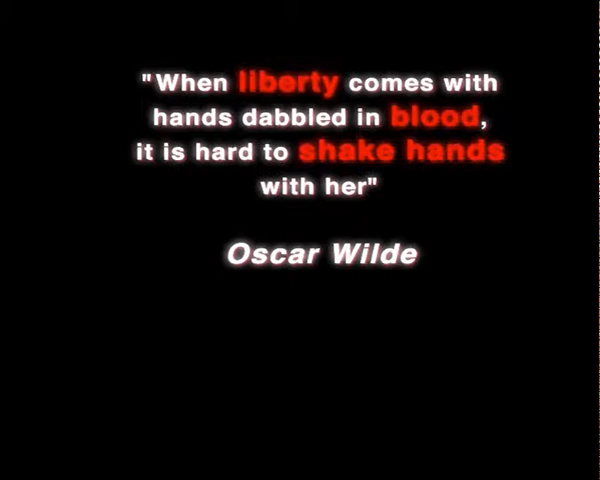 "When liberty comes with
hands dabbled in blood,
it is hard to shake hands
with her"
Oscar Wilde